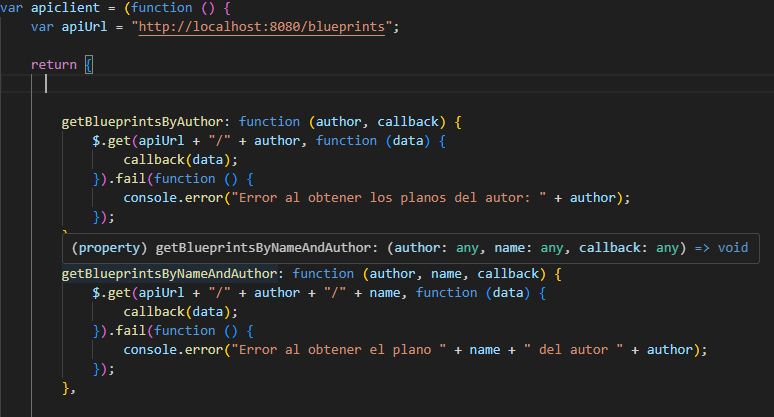 var apiclient = (function () {
    var apiUrl = "http://localhost:8080/blueprints";
    return {
        getBlueprintsByAuthor: function (author, callback) {
            $.get(apiUrl + "/" + author, function (data) {
                callback(data);
            }).fail(function () {
                console.error("Error al obtener los planos del autor: " + author);
            });
(property) getBlueprintsByNameAndAuthor: (author: any, name: any, callback: any) => void
        getBlueprintsByNameAndAuthor: function (author, name, callback) {
            $.get(apiUrl + "/" + author + "/" + name, function (data) {
                callback(data);
            }).fail(function () {
                console.error("Error al obtener el plano " + name + " del autor " + author);
            });
        },